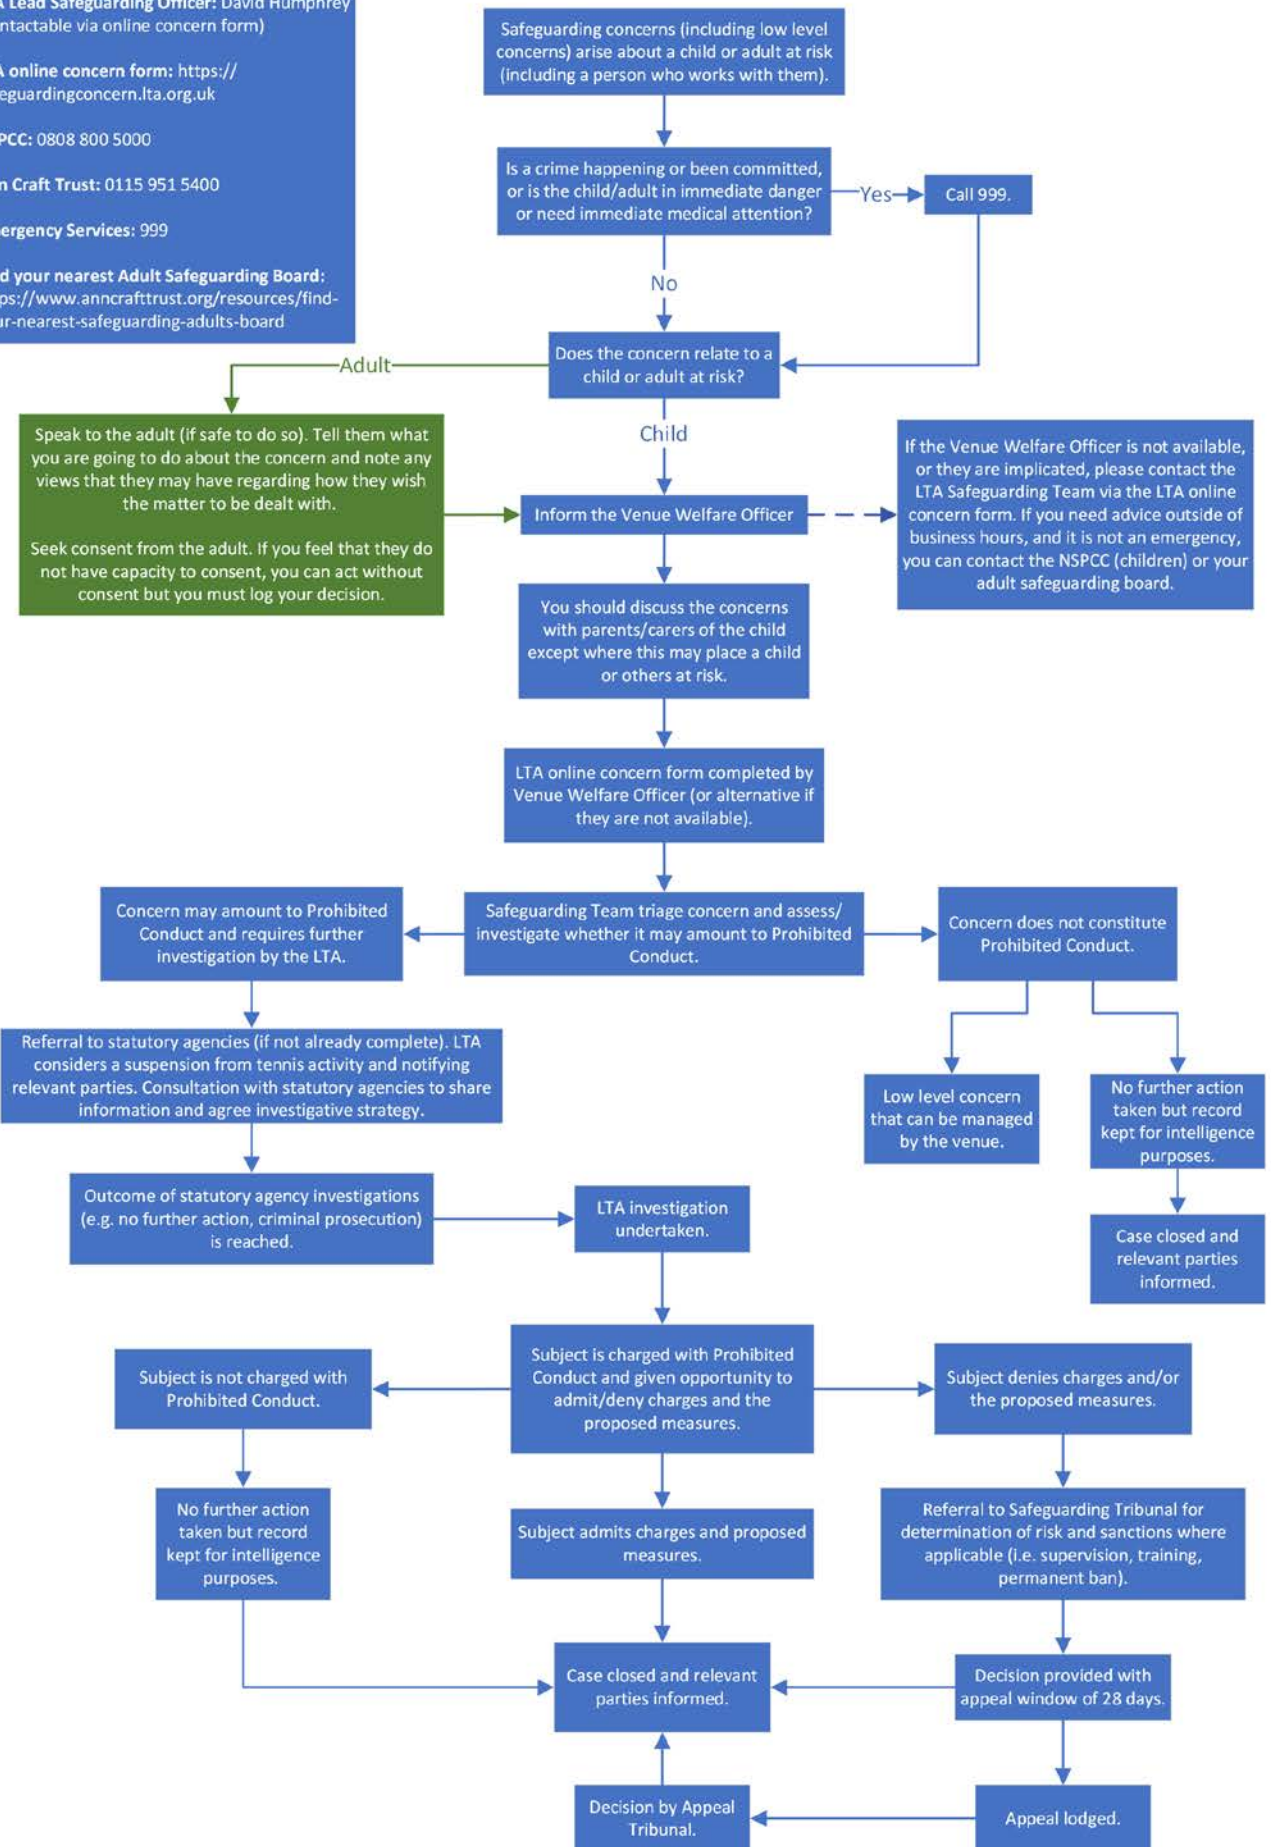 Lead Safeguarding Officer: David Humphrey
via online concern form)
online concern form: https://
eguardingconcern.lta.org.uk
PCC: 0808 800 5000
n Craft Trust: 0115 951 5400
ergency Services: 999
d your nearest Adult Safeguarding Board:
ps://www.anncrafttrust.org/resources/find-
ur-nearest-safeguarding-adults-board
Safeguarding concerns (including low level
concerns) arise about a child or adult at risk
(including a person who works with them).
Is a crime happening or been committed,
or is the child/adult in immediate danger
or need immediate medical attention?
Yes
Call 999.
No
Does the concern relate to a
child or adult at risk?
Adult
Child
Speak to the adult (if safe to do so). Tell them what
you are going to do about the concern and note any
views that they may have regarding how they wish
the matter to be dealt with.
Seek consent from the adult. If you feel that they do
not have capacity to consent, you can act without
consent but you must log your decision.
Inform the Venue Welfare Officer
If the Venue Welfare Officer is not available,
or they are implicated, please contact the
LTA Safeguarding Team via the LTA online
concern form. If you need advice outside of
business hours, and it is not an emergency,
you can contact the NSPCC (children) or your
adult safeguarding board.
You should discuss the concerns
with parents/carers of the child
except where this may place a child
or others at risk.
LTA online concern form completed by
Venue Welfare Officer (or alternative if
they are not available).
Safeguarding Team triage concern and assess/
investigate whether it may amount to Prohibited
Conduct.
Concern may amount to Prohibited
Conduct and requires further
investigation by the LTA.
Concern does not constitute
Prohibited Conduct.
Referral to statutory agencies (if not already complete). LTA
considers a suspension from tennis activity and notifying
relevant parties. Consultation with statutory agencies to share
information and agree investigative strategy.
Low level concern
that can be managed
by the venue.
No further action
taken but record
kept for intelligence
purposes.
Outcome of statutory agency investigations
(e.g. no further action, criminal prosecution)
is reached.
LTA investigation
undertaken.
Case closed and
relevant parties
informed.
Subject is not charged with
Prohibited Conduct.
Subject is charged with Prohibited
Conduct and given opportunity to
admit/deny charges and the
proposed measures.
Subject denies charges and/or
the proposed measures.
No further action
taken but record
kept for intelligence
purposes.
Subject admits charges and proposed
measures.
Referral to Safeguarding Tribunal for
determination of risk and sanctions where
applicable (i.e. supervision, training,
permanent ban).
Case closed and relevant
parties informed.
Decision provided with
appeal window of 28 days.
Decision by Appeal
Tribunal.
Appeal lodged.